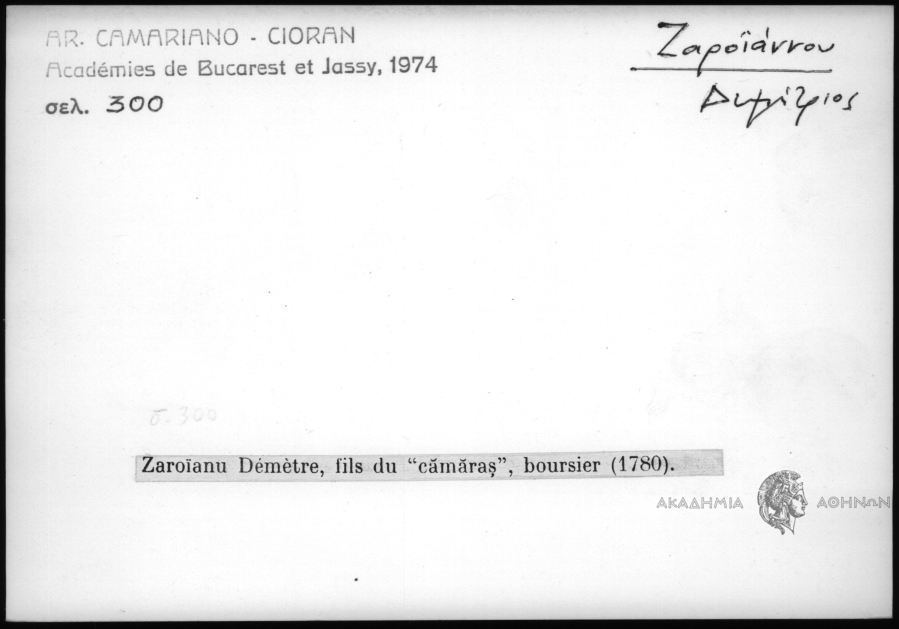 AR. CAMARIANO - CIORAN
Académies de Bucarest et Jassy, 1974
σελ. 300
Ζαροϊάννου
Δημήτριος
σ. 300
Zaroïanu Démètre, fils du “cămăraș”, boursier (1780).
ΑΚΑΔΗΜΙΑ ΑΘΗΝΩΝ